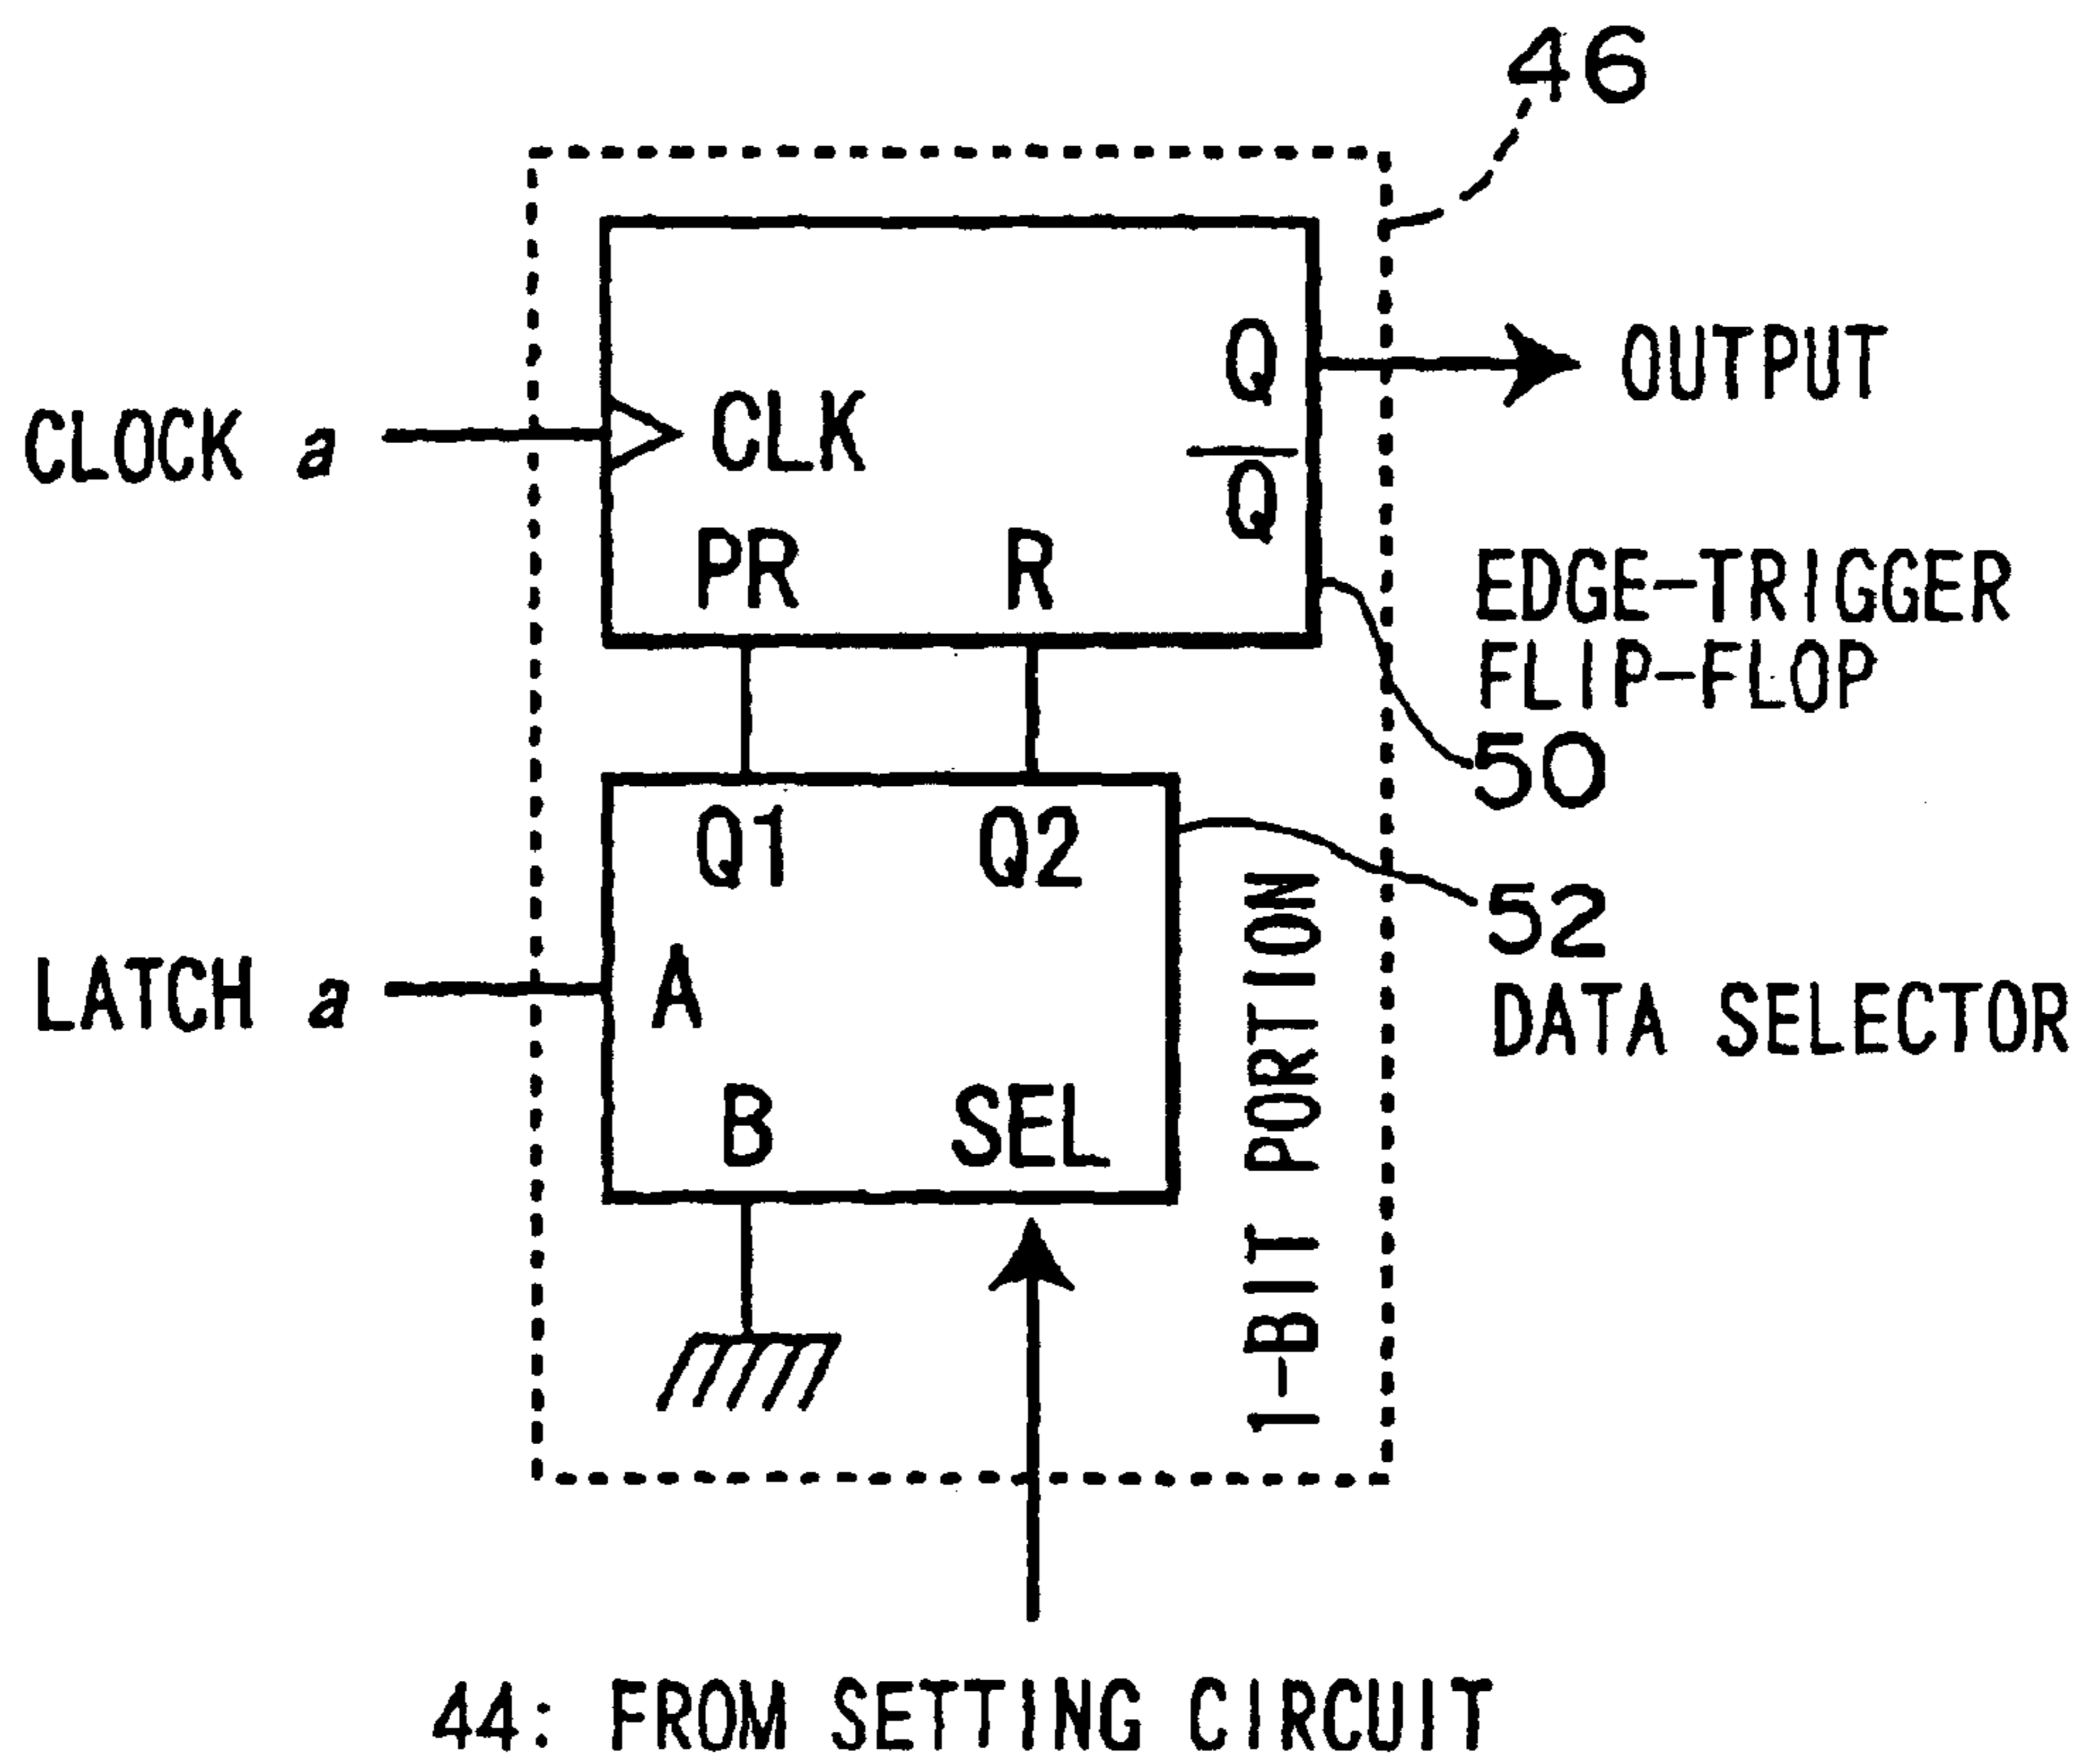 46
Q
OUTPUT
CLOCK a
CLK
Q̅
PR R
EDGE-TRIGGER
FLIP-FLOP
50
Q1 Q2
52
DATA SELECTOR
LATCH a
A
B SEL
1-BIT PORTION
44: FROM SETTING CIRCUIT